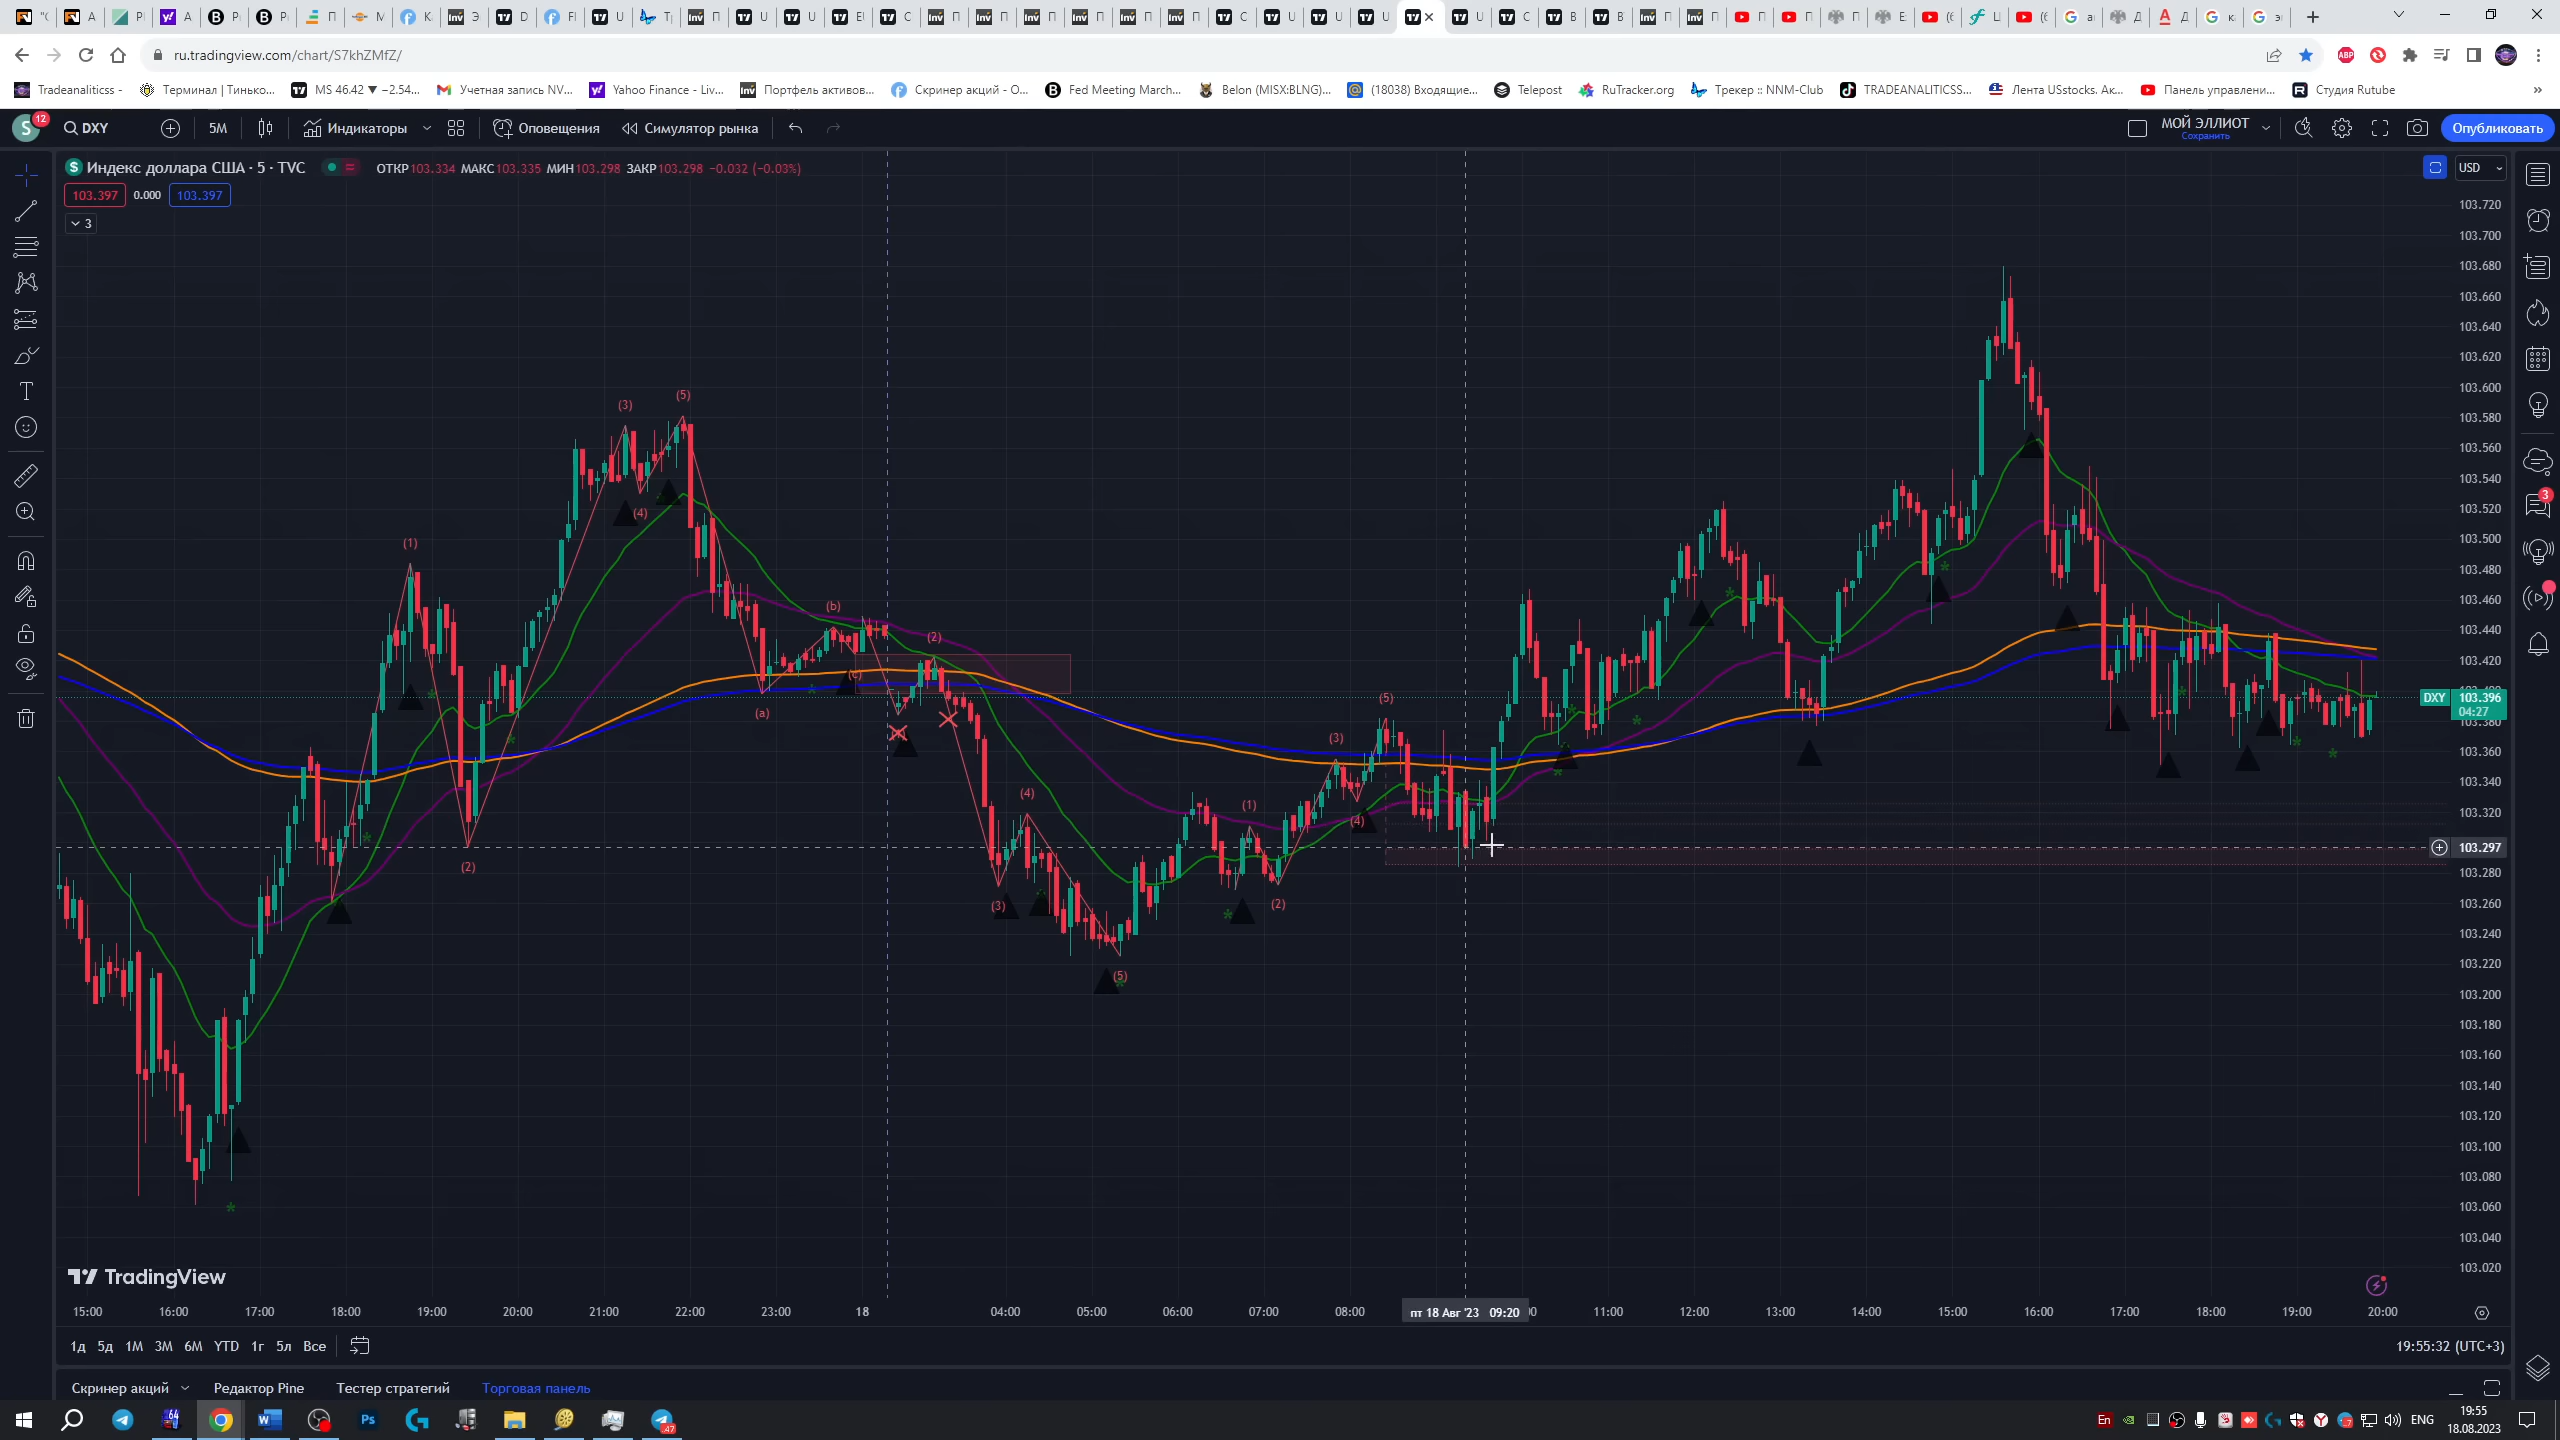 ru.tradingview.com/chart/S7khZMfZ/
Tradeanaliticss -
Терминал | Тинько...
MS 46.42 ▼ −2.54...
Учетная запись NV...
Yahoo Finance - Liv...
Портфель активов...
Скринер акций - О...
Fed Meeting March...
Belon (MISX:BLNG)...
(18038) Входящие...
Telepost
RuTracker.org
Трекер :: NNM-Club
TRADEANALITICSS...
Лента USstocks. Ак...
Панель управлени...
Студия Rutube
»
S
12
DXY
5М
Индикаторы
Оповещения
Симулятор рынка
МОЙ ЭЛЛИОТ
Сохранить
Опубликовать
Индекс доллара США · 5 · TVC
ОТКР103.334 МАКС103.335 МИН103.298 ЗАКР103.298 −0.032 (−0.03%)
USD
103.397
0.000
103.397
3
103.720
103.700
103.680
103.660
103.640
103.620
103.600
103.580
103.560
103.540
103.520
103.500
103.480
103.460
103.440
103.420
DXY
103.396
04:27
103.380
103.360
103.340
103.320
103.297
103.280
103.260
103.240
103.220
103.200
103.180
103.160
103.140
103.120
103.100
103.080
103.060
103.040
103.020
(1)
(2)
(3)
(4)
(5)
(a)
(b)
(c)
(2)
(3)
(4)
(5)
(1)
(2)
(3)
(4)
(5)
TradingView
15:00
16:00
17:00
18:00
19:00
20:00
21:00
22:00
23:00
18
04:00
05:00
06:00
07:00
08:00
пт 18 Авг '23 09:20
11:00
12:00
13:00
14:00
15:00
16:00
17:00
18:00
19:00
20:00
1д
5д
1М
3М
6М
YTD
1г
5л
Все
19:55:32 (UTC+3)
Скринер акций
Редактор Pine
Тестер стратегий
Торговая панель
ENG
19:55
18.08.2023